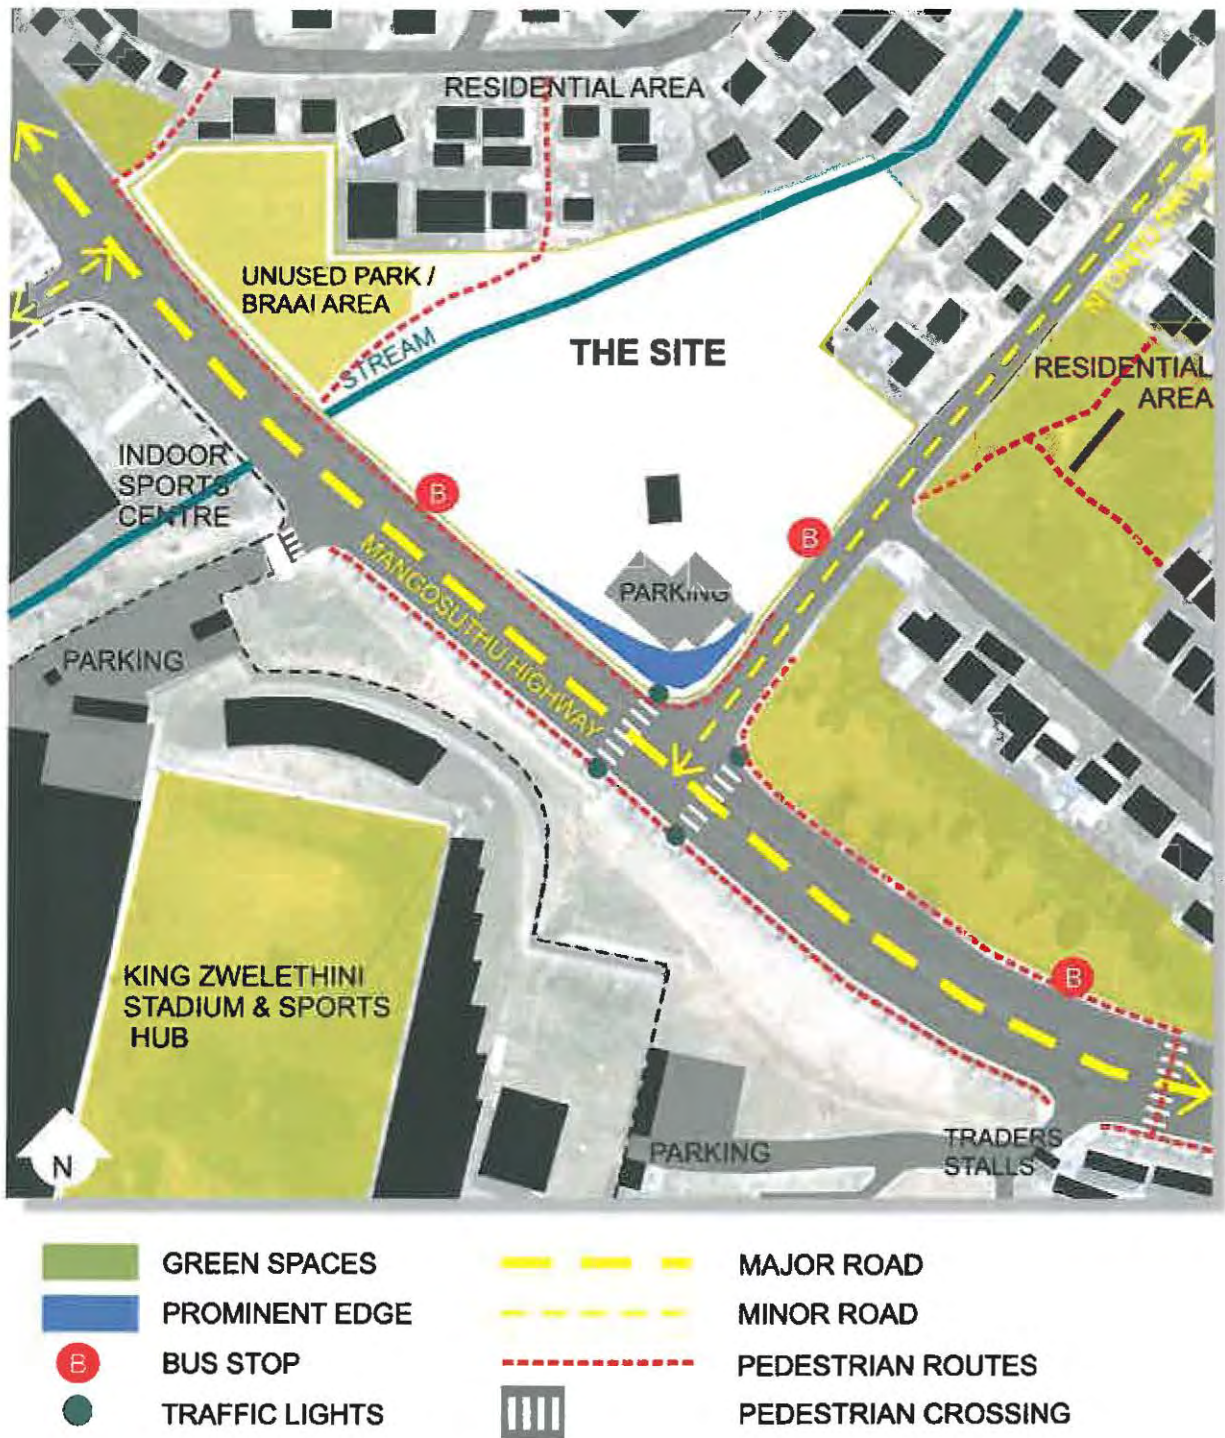 RESIDENTIAL AREA
NTONYO DRIVE
UNUSED PARK /
BRAAI AREA
STREAM
THE SITE
RESIDENTIAL
AREA
INDOOR
SPORTS
CENTRE
B
B
MANGOSUTHU HIGHWAY
PARKING
PARKING
KING ZWELETHINI
STADIUM & SPORTS
HUB
B
N
PARKING
TRADERS
STALLS
GREEN SPACES
MAJOR ROAD
PROMINENT EDGE
MINOR ROAD
B
BUS STOP
PEDESTRIAN ROUTES
TRAFFIC LIGHTS
PEDESTRIAN CROSSING